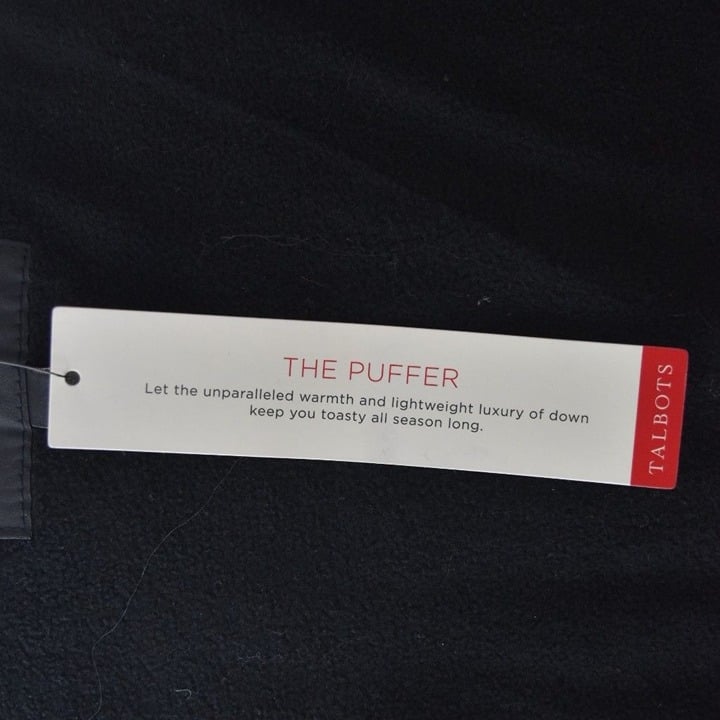 THE PUFFER
Let the unparalleled warmth and lightweight luxury of down
keep you toasty all season long.
TALBOTS